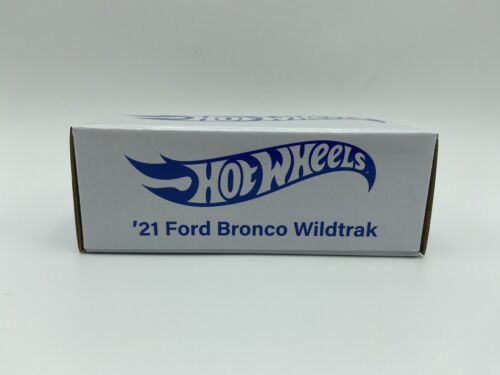 HOT WHEELS
'21 Ford Bronco Wildtrak